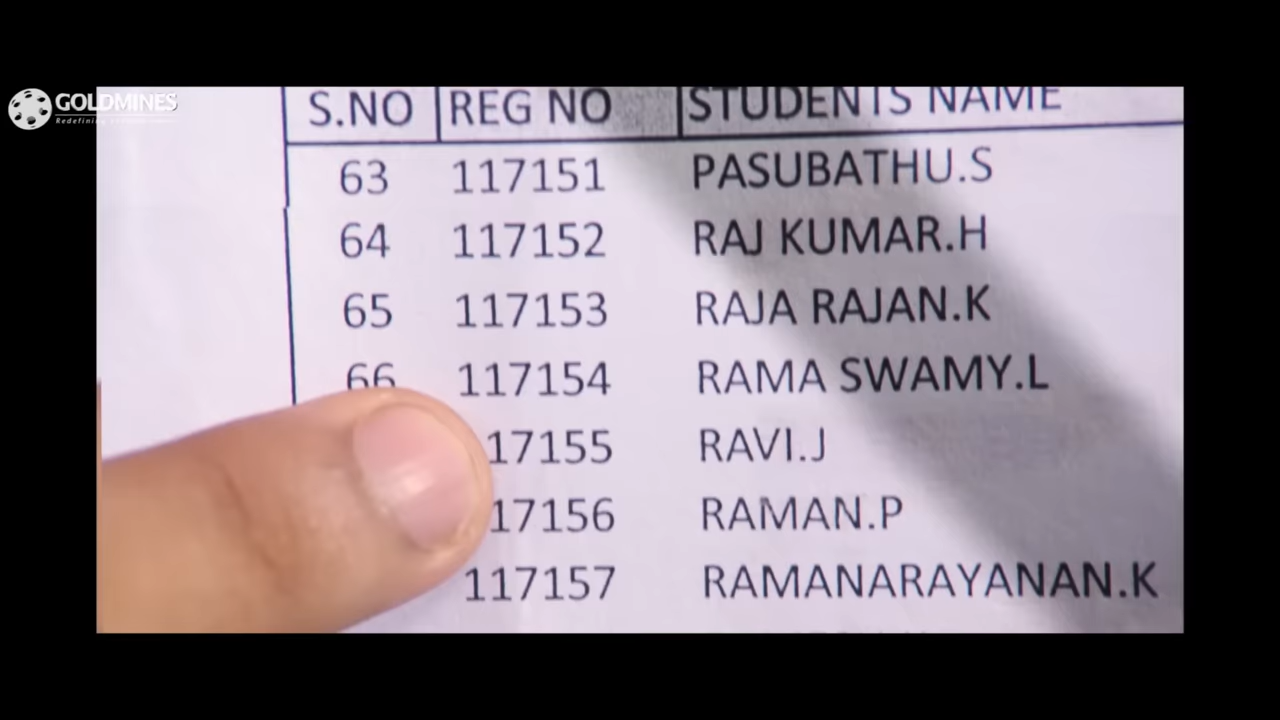 GOLDMINES
S.NO REG NO STUDENTS NAME
63 117151 PASUBATHU.S
64 117152 RAJ KUMAR.H
65 117153 RAJA RAJAN.K
66 117154 RAMA SWAMY.L
17155 RAVI.J
17156 RAMAN.P
117157 RAMANARAYANAN.K